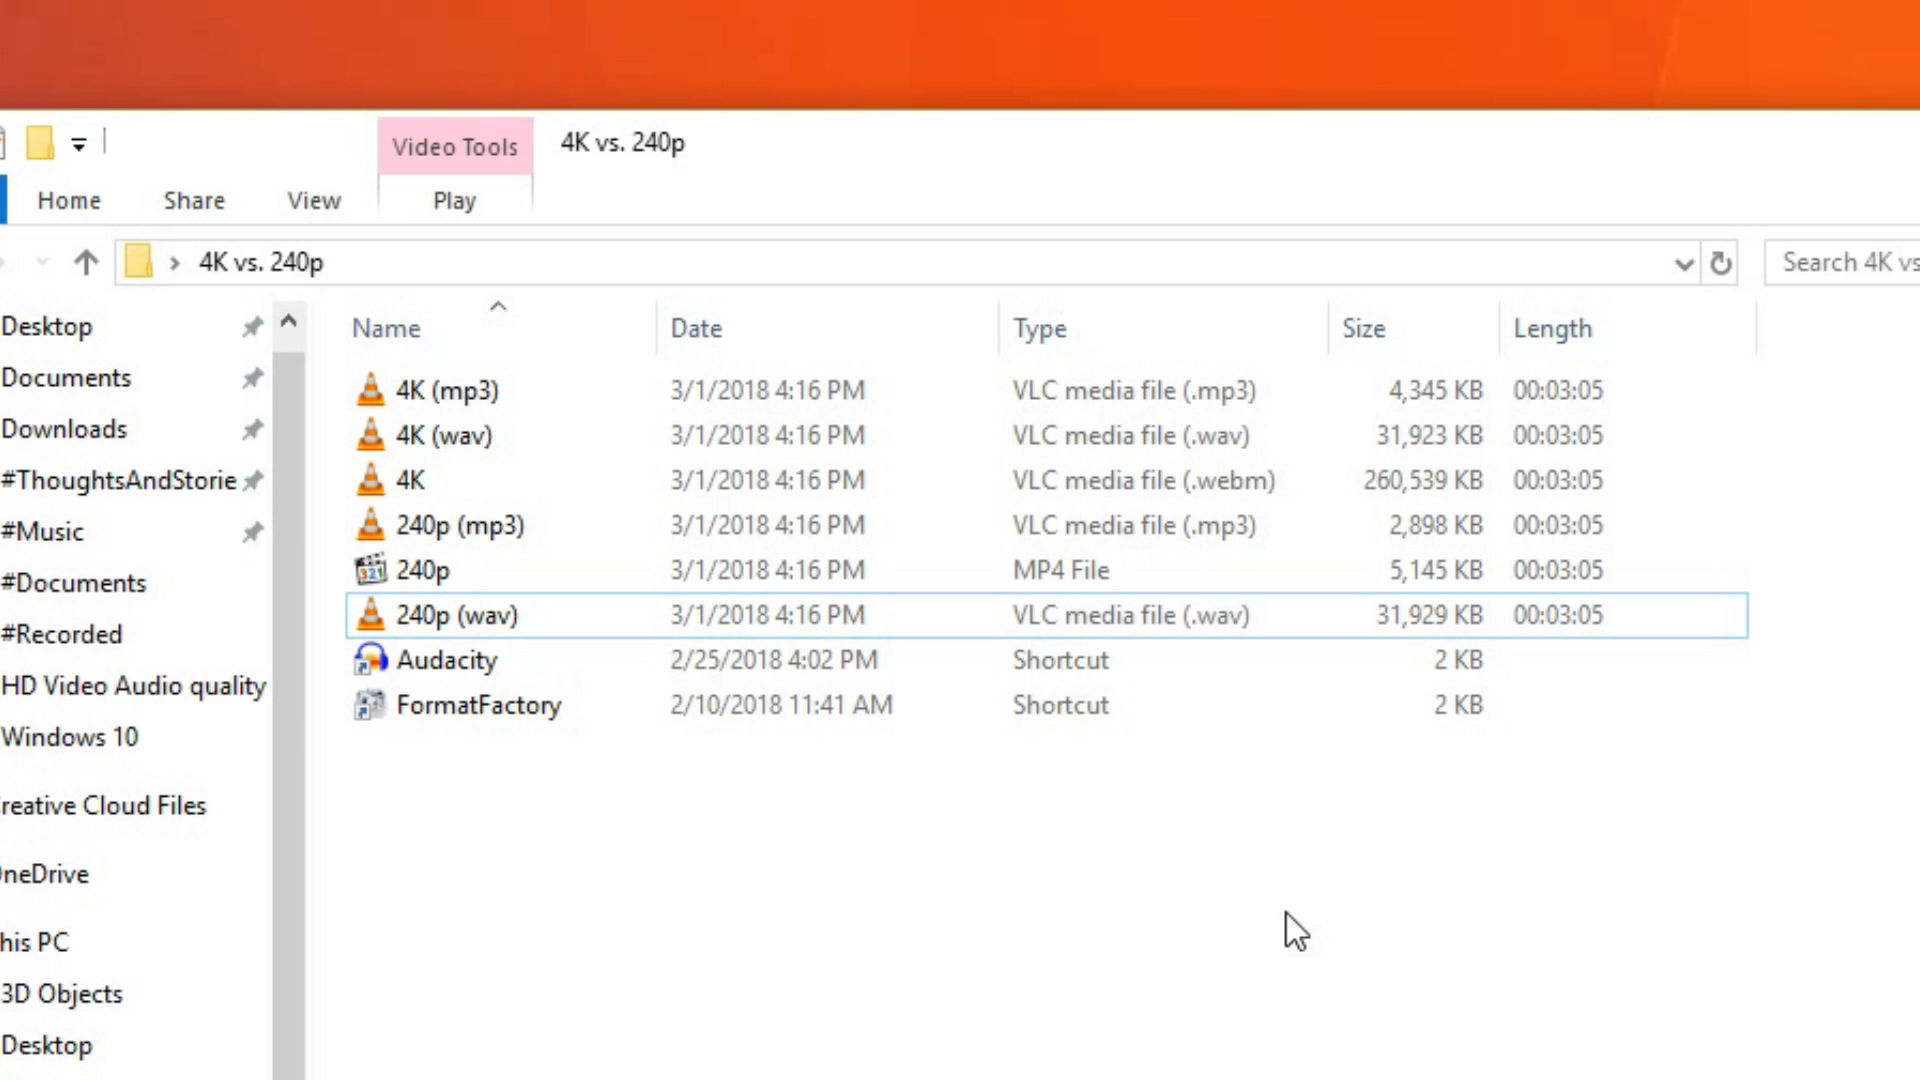 Video Tools
4K vs. 240p
Home Share View Play
4K vs. 240p
Search 4K vs
Name Date Type Size Length
4K (mp3) 3/1/2018 4:16 PM VLC media file (.mp3) 4,345 KB 00:03:05
4K (wav) 3/1/2018 4:16 PM VLC media file (.wav) 31,923 KB 00:03:05
4K 3/1/2018 4:16 PM VLC media file (.webm) 260,539 KB 00:03:05
240p (mp3) 3/1/2018 4:16 PM VLC media file (.mp3) 2,898 KB 00:03:05
240p 3/1/2018 4:16 PM MP4 File 5,145 KB 00:03:05
240p (wav) 3/1/2018 4:16 PM VLC media file (.wav) 31,929 KB 00:03:05
Audacity 2/25/2018 4:02 PM Shortcut 2 KB
FormatFactory 2/10/2018 11:41 AM Shortcut 2 KB
Desktop
Documents
Downloads
#ThoughtsAndStorie
#Music
#Documents
#Recorded
HD Video Audio quality
Windows 10
reative Cloud Files
neDrive
his PC
3D Objects
Desktop